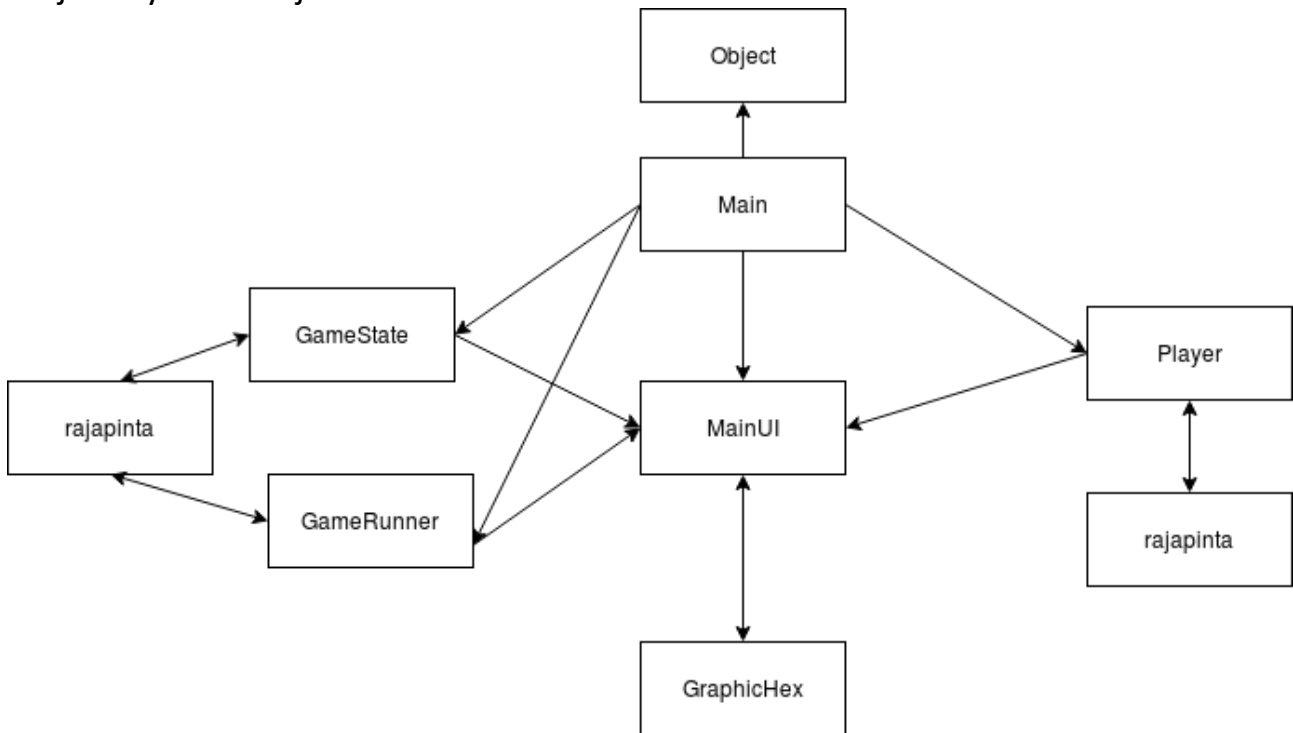 Object
Main
GameState
Player
rajapinta
MainUI
GameRunner
rajapinta
GraphicHex